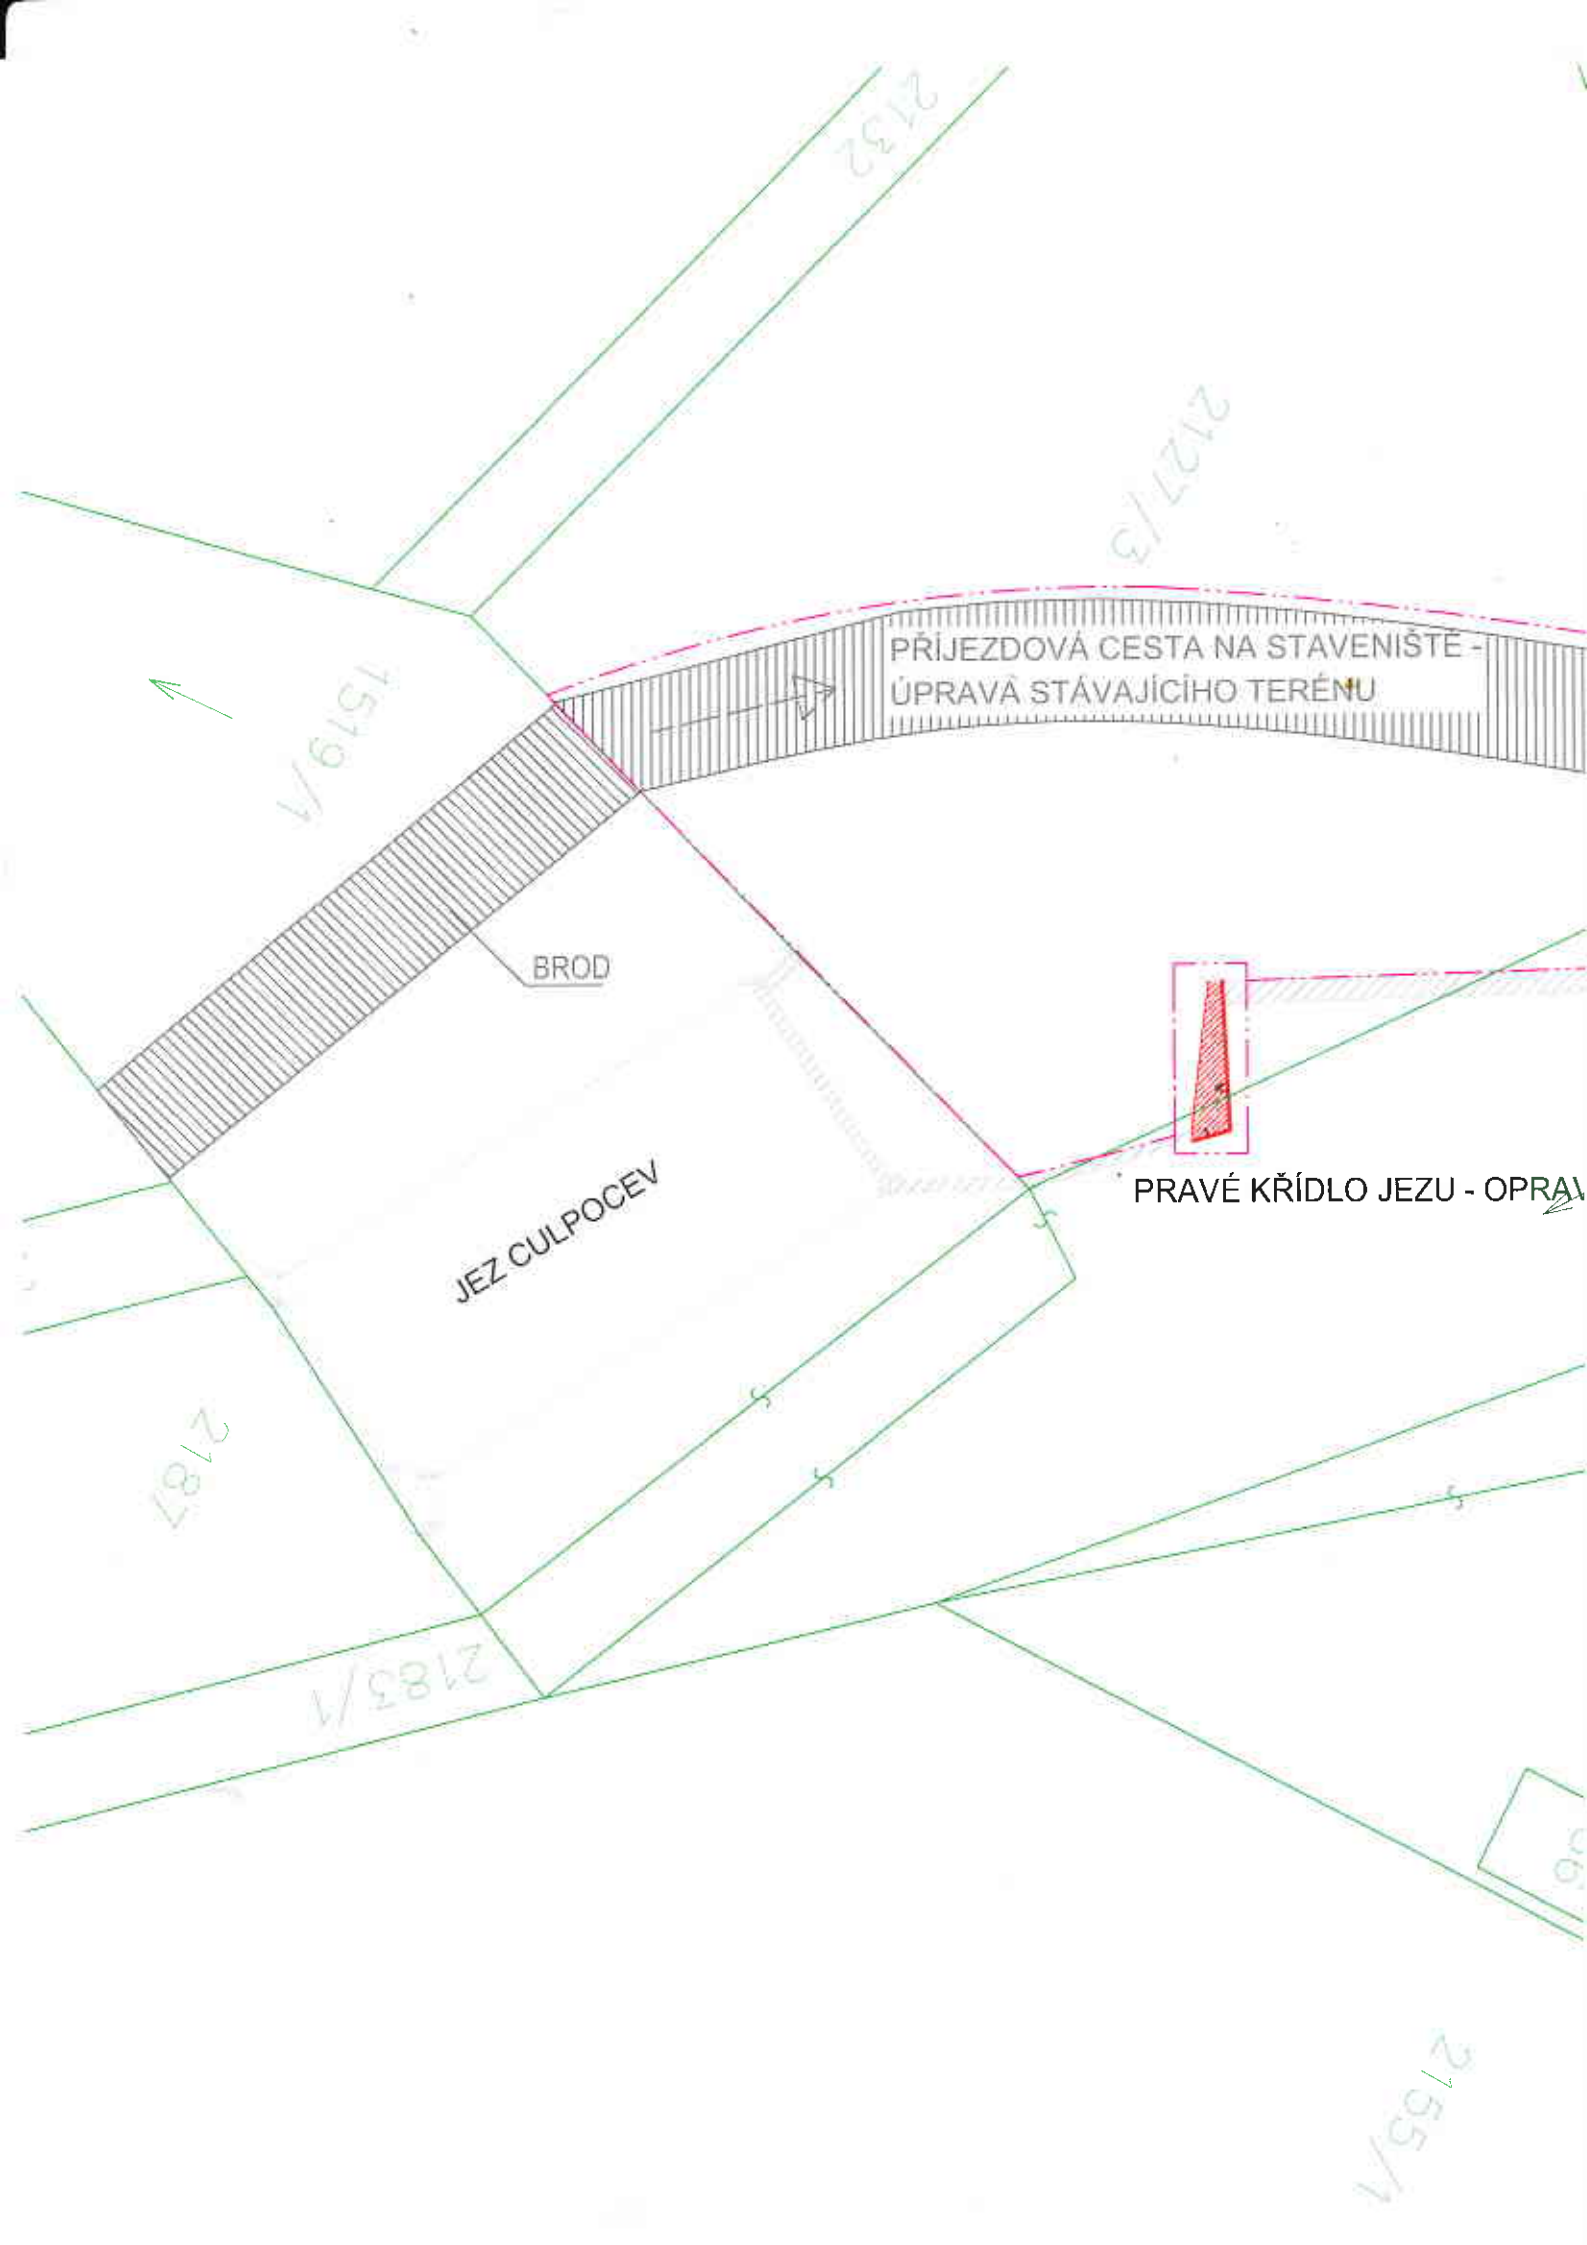 2132
2127/3
PŘÍJEZDOVÁ CESTA NA STAVENIŠTĚ -
ÚPRAVA STÁVAJÍCÍHO TERÉNU
1519/1
BROD
JEZ CULPOCEV
PRAVÉ KŘÍDLO JEZU - OPRAV
2187
2183/1
2155/1